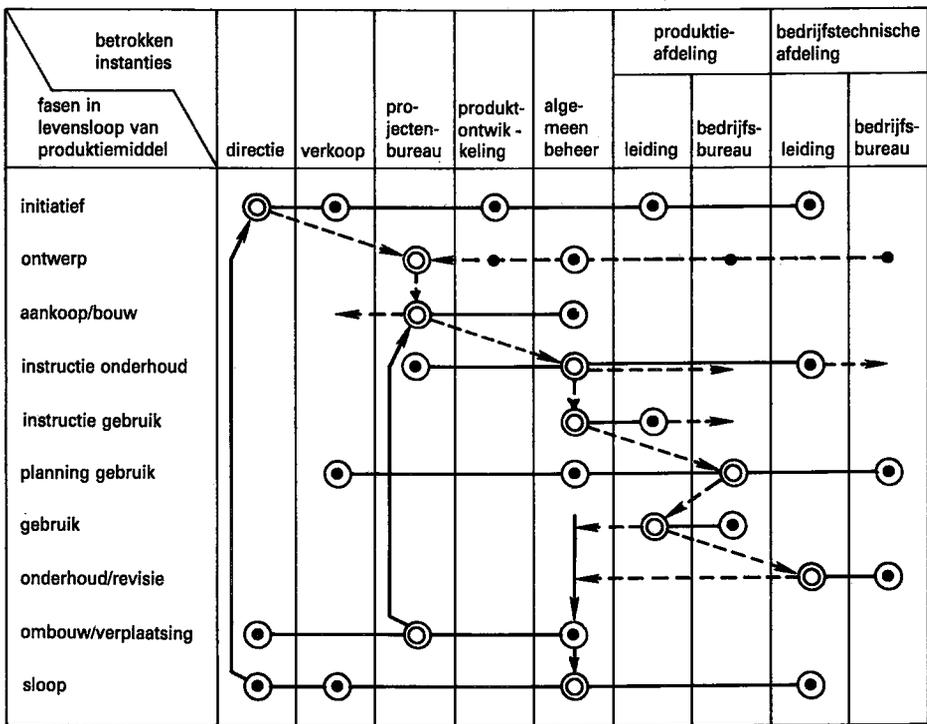 betrokken
instanties
fasen in
levensloop van
produktiemiddel
directie
verkoop
pro-
jecten-
bureau
produkt-
ontwik-
keling
alge-
meen
beheer
produktie-
afdeling
leiding
bedrijfs-
bureau
bedrijfstechnische
afdeling
leiding
bedrijfs-
bureau
initiatief
ontwerp
aankoop/bouw
instructie onderhoud
instructie gebruik
planning gebruik
gebruik
onderhoud/revisie
ombouw/verplaatsing
sloop